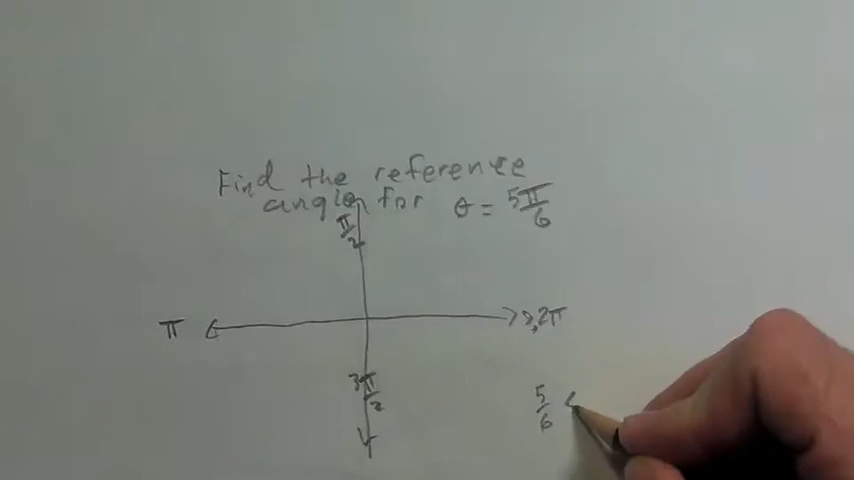 Find the reference
angle for θ = 5π/6
π/2
π
0, 2π
3π/2
5/6 <